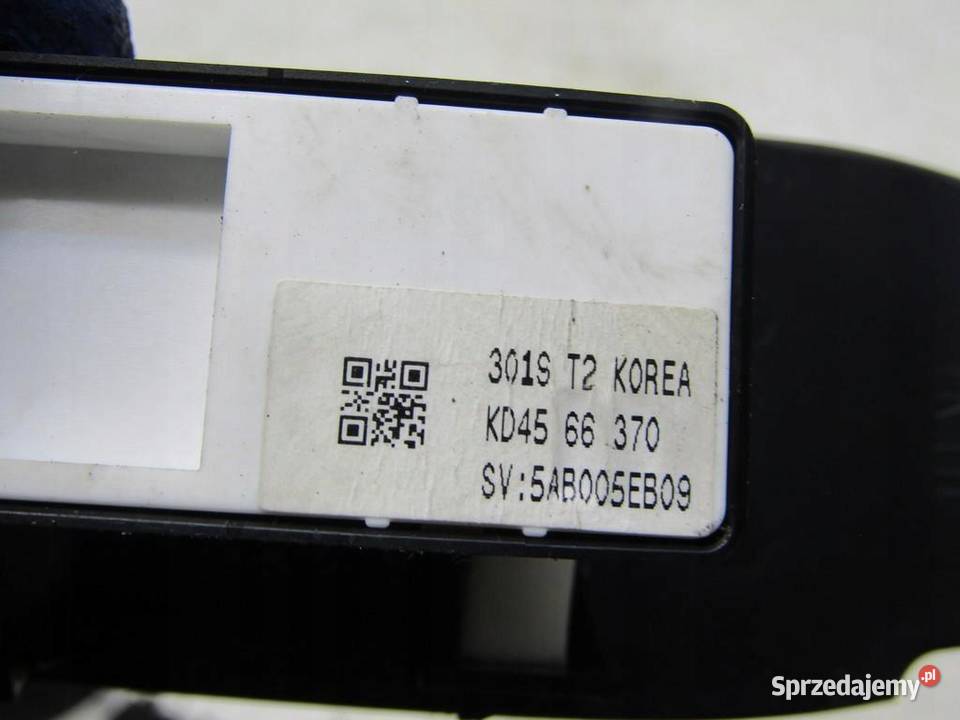 301S T2 KOREA
KD45 66 370
SV:5AB005EB09
Sprzedajemy.pl